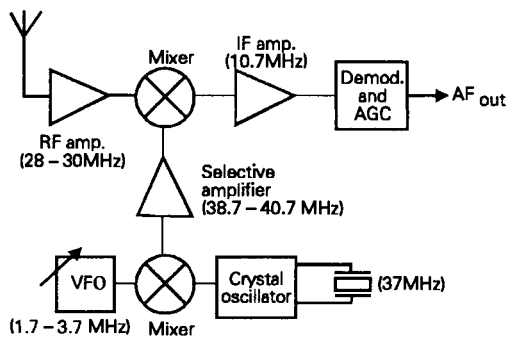 Mixer
IF amp.
(10.7MHz)
Demod.
and
AGC
AF out
RF amp.
(28 – 30MHz)
Selective
amplifier
(38.7 – 40.7 MHz)
VFO
(1.7 – 3.7 MHz)
Mixer
Crystal
oscillator
(37MHz)